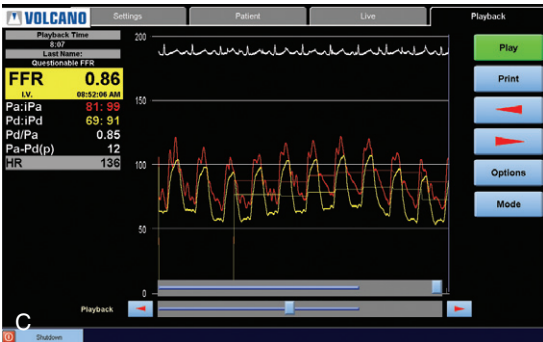 VOLCANO
Settings
Patient
Live
Playback
Playback Time
8:07
Last Name:
Questionable FFR
FFR 0.86
I.V. 08:52:06 AM
Pa:iPa 81: 99
Pd:iPd 69: 91
Pd/Pa 0.85
Pa-Pd(p) 12
HR 136
200
150
100
50
0
Play
Print
Options
Mode
Playback
C
Shutdown